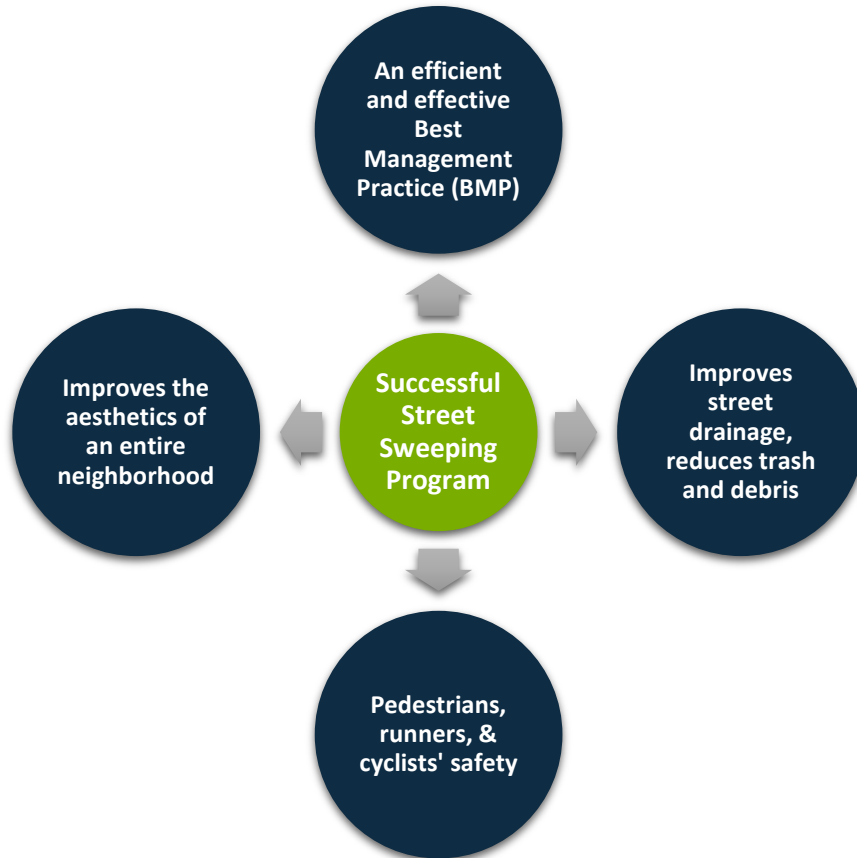 An efficient
and effective
Best
Management
Practice (BMP)
Improves the
aesthetics of
an entire
neighborhood
Successful
Street
Sweeping
Program
Improves
street
drainage,
reduces trash
and debris
Pedestrians,
runners, &
cyclists' safety